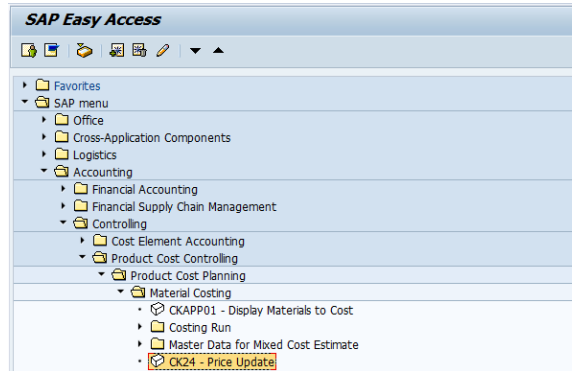 SAP Easy Access
Favorites
SAP menu
Office
Cross-Application Components
Logistics
Accounting
Financial Accounting
Financial Supply Chain Management
Controlling
Cost Element Accounting
Product Cost Controlling
Product Cost Planning
Material Costing
CKAPP01 - Display Materials to Cost
Costing Run
Master Data for Mixed Cost Estimate
CK24 - Price Update